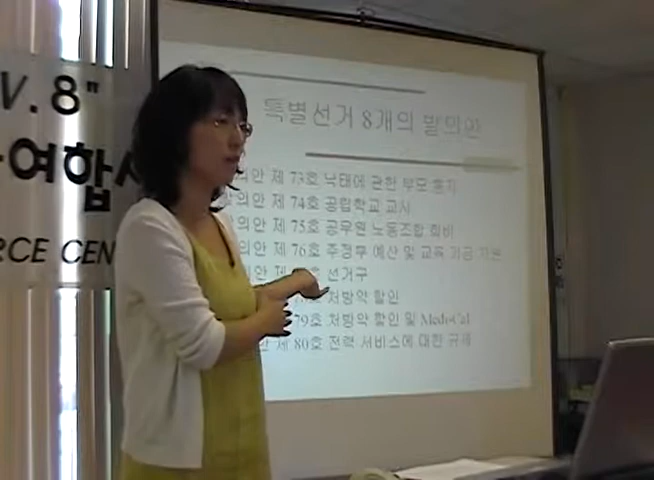 V. 8"
여합
RCE CEN
특별선거 8개의 발의안
발의안 제 73호 낙태에 관한 부모 통지
발의안 제 74호 공립학교 교사
발의안 제 75호 공무원 노동조합 회비
의안 제 76호 주정부 예산 및 교육 기금 지원
선거구
처방약 할인
79호 처방약 할인 및 Medi-Cal
제 80호 전력 서비스에 대한 규제